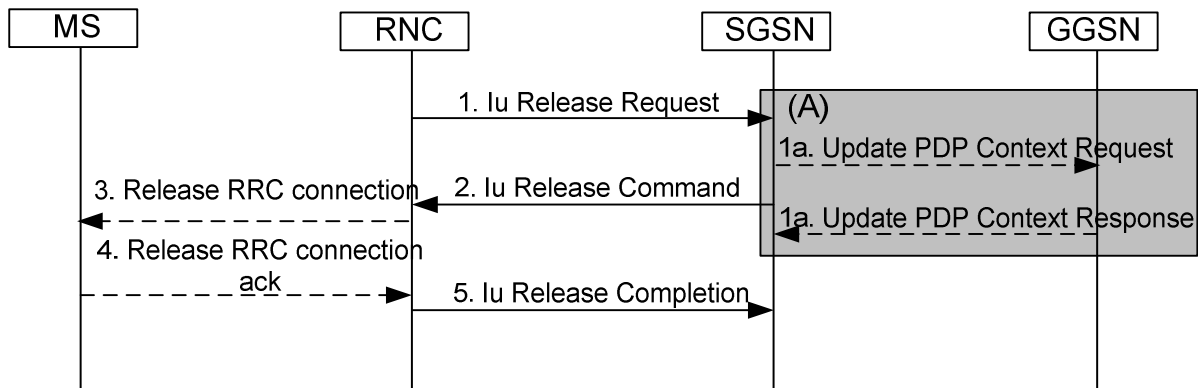 MS
RNC
SGSN
GGSN
1. Iu Release Request
(A)
1a. Update PDP Context Request
3. Release RRC connection
2. Iu Release Command
1a. Update PDP Context Response
4. Release RRC connection
ack
5. Iu Release Completion